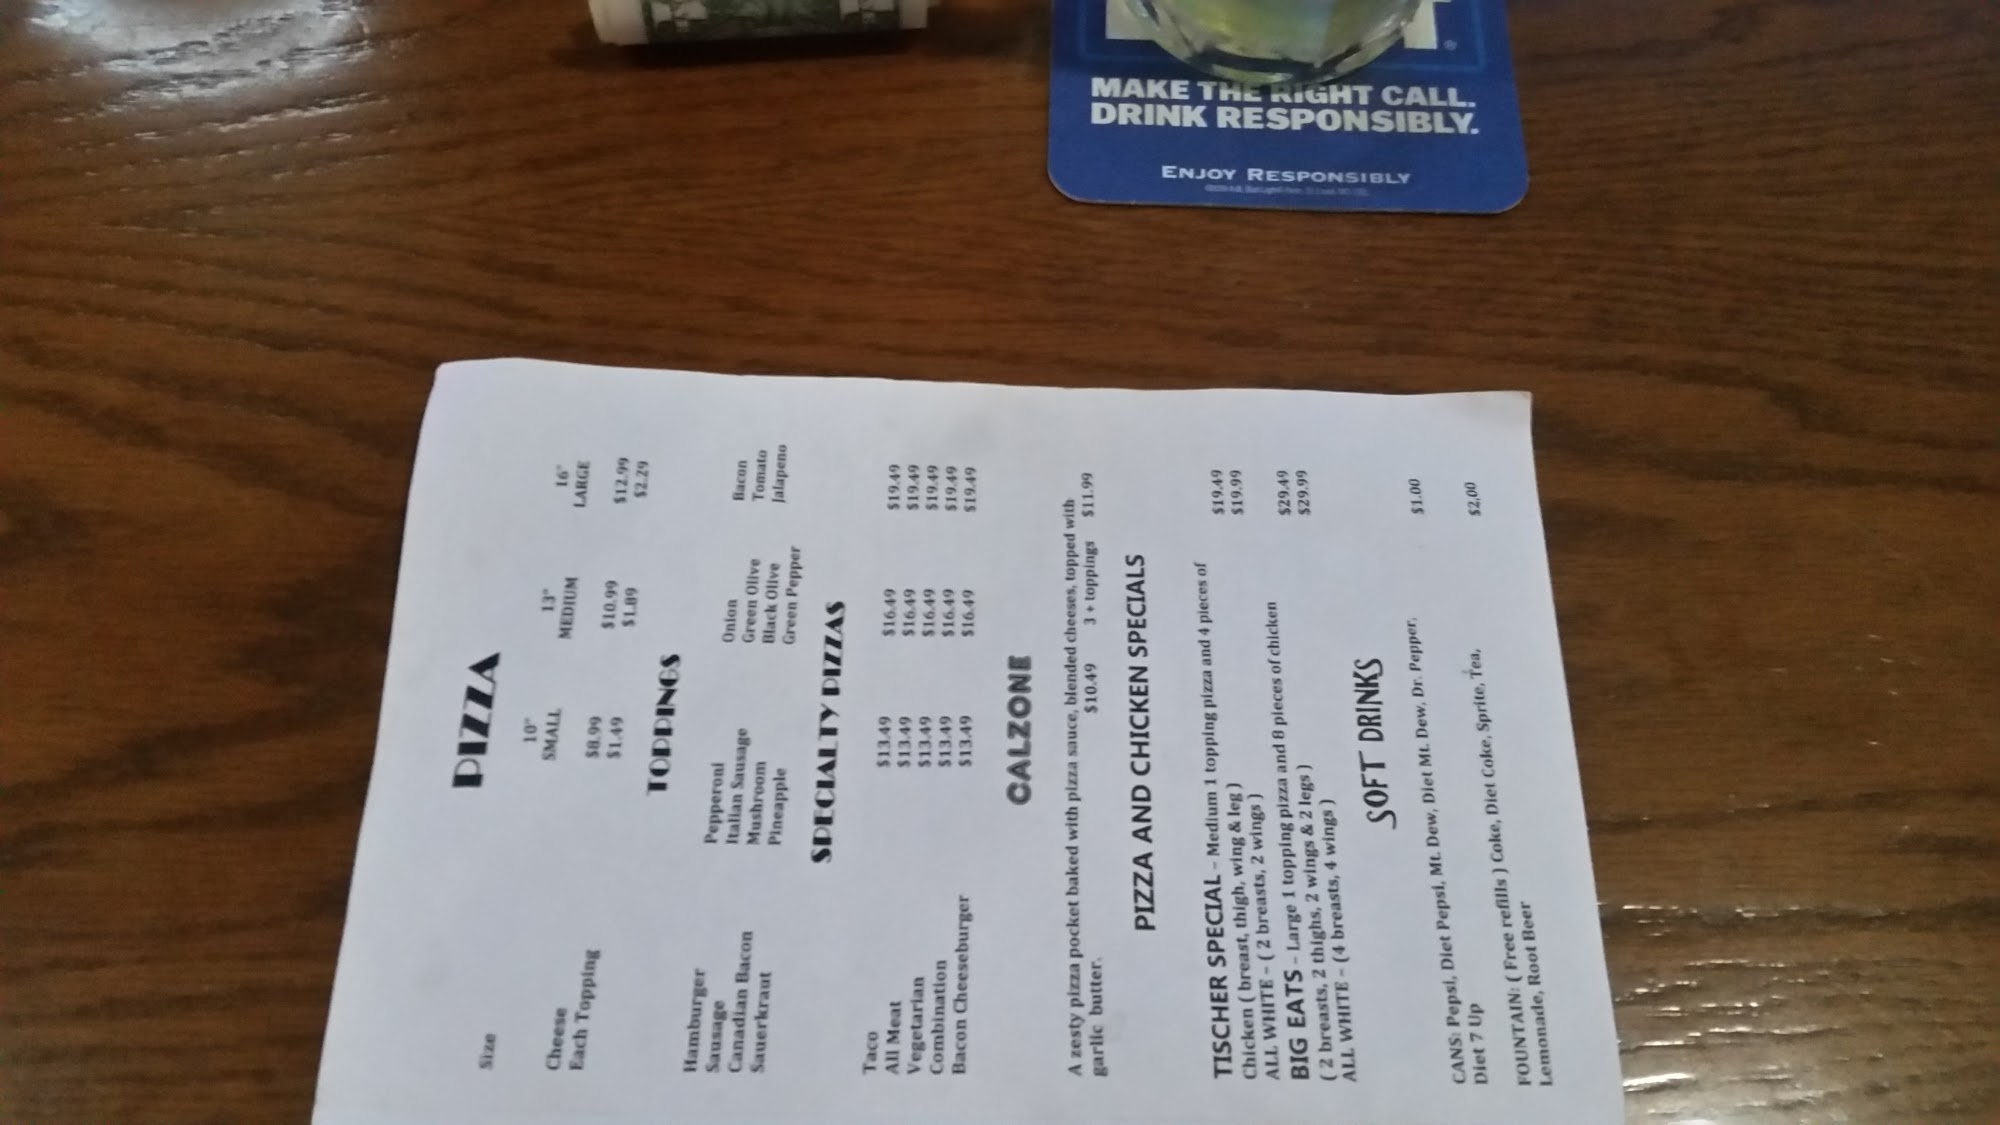 MAKE THE RIGHT CALL.
DRINK RESPONSIBLY.
ENJOY RESPONSIBLY
PIZZA
Size 10" 13" 16"
SMALL MEDIUM LARGE
Cheese $8.99 $10.99 $12.99
Each Topping $1.49 $1.89 $2.29
TOPPINGS
Hamburger Pepperoni Onion Bacon
Sausage Italian Sausage Green Olive Tomato
Canadian Bacon Mushroom Black Olive Jalapeno
Sauerkraut Pineapple Green Pepper
SPECIALTY PIZZAS
Taco $13.49 $16.49 $19.49
All Meat $13.49 $16.49 $19.49
Vegetarian $13.49 $16.49 $19.49
Combination $13.49 $16.49 $19.49
Bacon Cheeseburger $13.49 $16.49 $19.49
CALZONE
A zesty pizza pocket baked with pizza sauce, blended cheeses, topped with
garlic butter. $10.49 3 + toppings $11.99
PIZZA AND CHICKEN SPECIALS
TISCHER SPECIAL - Medium 1 topping pizza and 4 pieces of
Chicken ( breast, thigh, wing & leg ) $19.49
ALL WHITE - ( 2 breasts, 2 wings ) $19.99
BIG EATS - Large 1 topping pizza and 8 pieces of chicken
( 2 breasts, 2 thighs, 2 wings & 2 legs ) $29.49
ALL WHITE - (4 breasts, 4 wings ) $29.99
SOFT DRINKS
CANS: Pepsi, Diet Pepsi, Mt. Dew, Diet Mt. Dew, Dr. Pepper,
Diet 7 Up $1.00
FOUNTAIN: ( Free refills ) Coke, Diet Coke, Sprite, Tea,
Lemonade, Root Beer $2.00